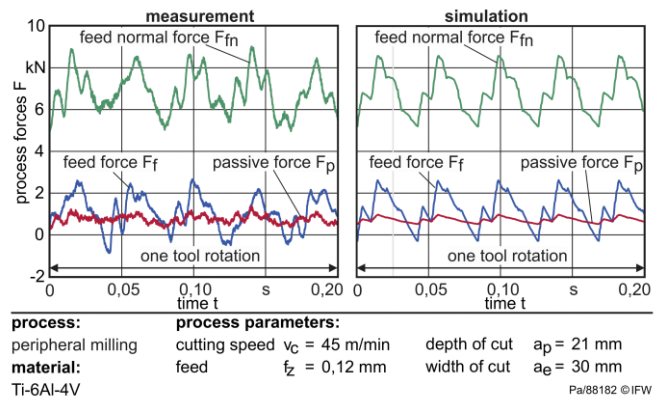 measurement
simulation
10
kN
6
4
2
0
-2
process forces F
feed normal force Ffn
feed force Ff
passive force Fp
one tool rotation
0 0,05 0,10 s 0,20
time t
feed normal force Ffn
feed force Ff
passive force Fp
one tool rotation
0 0,05 0,10 s 0,20
time t
process: process parameters:
peripheral milling cutting speed vc = 45 m/min depth of cut ap = 21 mm
material: feed fz = 0,12 mm width of cut ae = 30 mm
Ti-6Al-4V Pa/88182 ©IFW